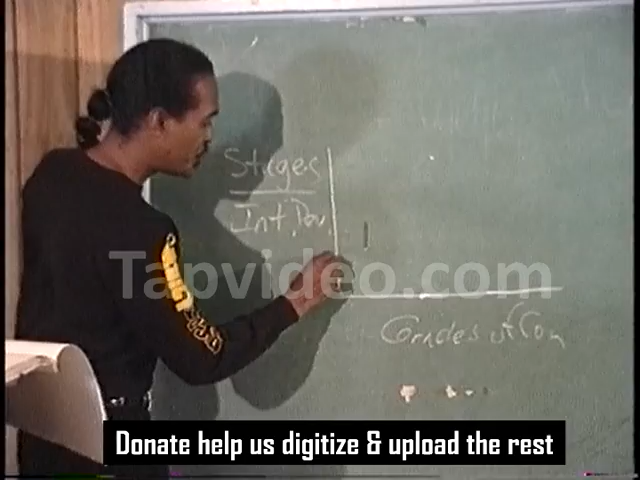 Stages
Int. Dev.
Tapvideo.com
Grades of Con
Donate help us digitize & upload the rest